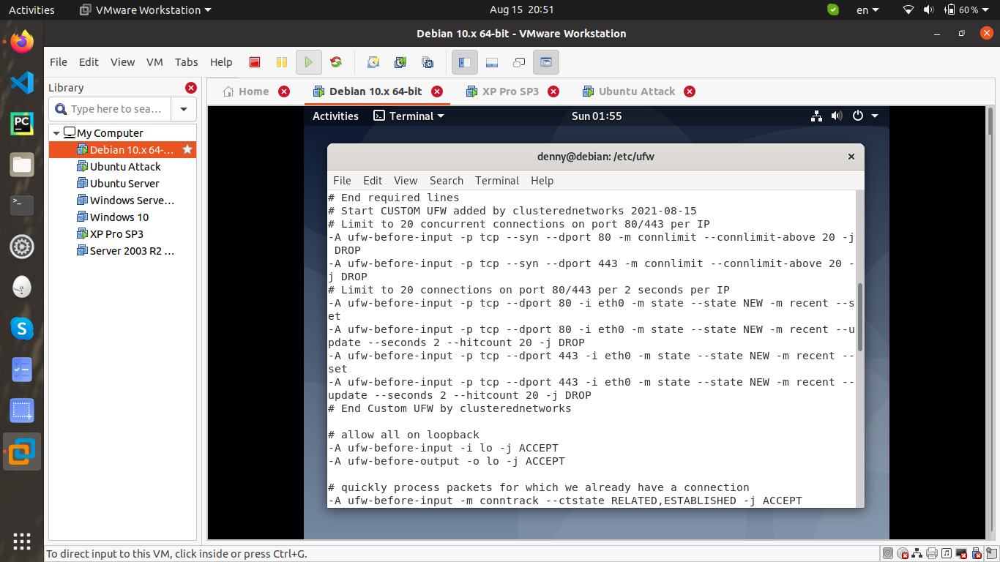 Activities VMware Workstation Aug 15 20:51 en 60 %
Debian 10.x 64-bit - VMware Workstation
File Edit View VM Tabs Help
Library
Type here to sea…
My Computer
Debian 10.x 64-…
Ubuntu Attack
Ubuntu Server
Windows Serve…
Windows 10
XP Pro SP3
Server 2003 R2 …
Home Debian 10.x 64-bit XP Pro SP3 Ubuntu Attack
Activities Terminal Sun 01:55
denny@debian: /etc/ufw
File Edit View Search Terminal Help
# End required lines
# Start CUSTOM UFW added by clusterednetworks 2021-08-15
# Limit to 20 concurrent connections on port 80/443 per IP
-A ufw-before-input -p tcp --syn --dport 80 -m connlimit --connlimit-above 20 -j
 DROP
-A ufw-before-input -p tcp --syn --dport 443 -m connlimit --connlimit-above 20 -
j DROP
# Limit to 20 connections on port 80/443 per 2 seconds per IP
-A ufw-before-input -p tcp --dport 80 -i eth0 -m state --state NEW -m recent --s
et
-A ufw-before-input -p tcp --dport 80 -i eth0 -m state --state NEW -m recent --u
pdate --seconds 2 --hitcount 20 -j DROP
-A ufw-before-input -p tcp --dport 443 -i eth0 -m state --state NEW -m recent --
set
-A ufw-before-input -p tcp --dport 443 -i eth0 -m state --state NEW -m recent --
update --seconds 2 --hitcount 20 -j DROP
# End Custom UFW by clusterednetworks
# allow all on loopback
-A ufw-before-input -i lo -j ACCEPT
-A ufw-before-output -o lo -j ACCEPT
# quickly process packets for which we already have a connection
-A ufw-before-input -m conntrack --ctstate RELATED,ESTABLISHED -j ACCEPT
To direct input to this VM, click inside or press Ctrl+G.
PC